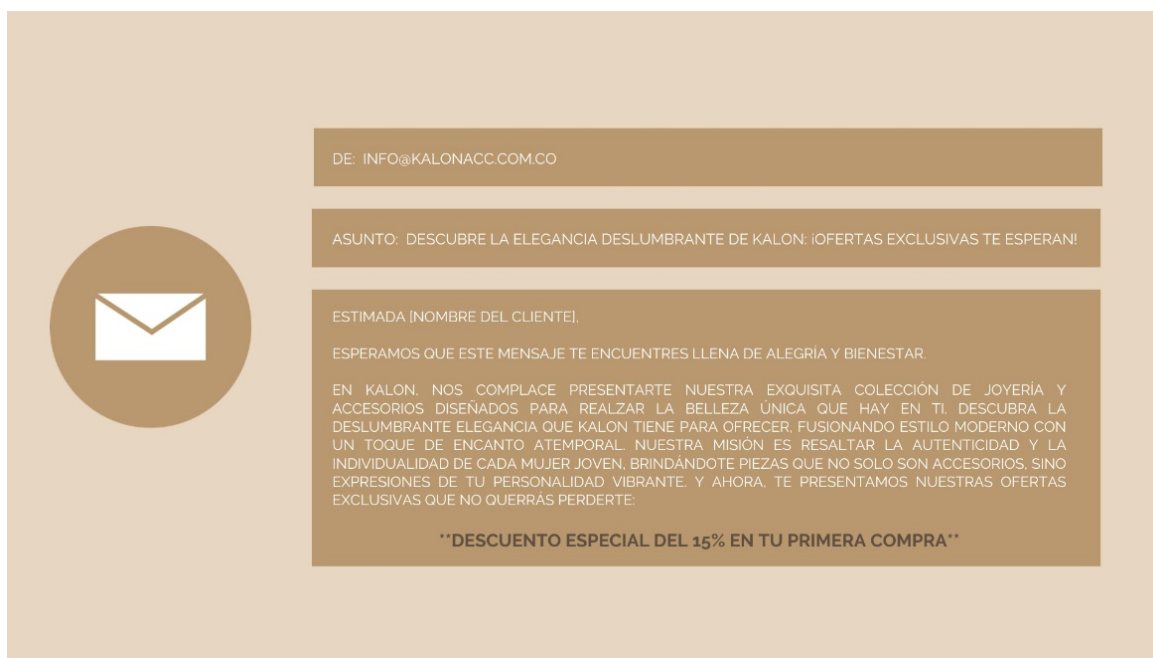 DE: INFO@KALONACC.COM.CO
ASUNTO: DESCUBRE LA ELEGANCIA DESLUMBRANTE DE KALON: ¡OFERTAS EXCLUSIVAS TE ESPERAN!
ESTIMADA [NOMBRE DEL CLIENTE],
ESPERAMOS QUE ESTE MENSAJE TE ENCUENTRES LLENA DE ALEGRÍA Y BIENESTAR.
EN KALON, NOS COMPLACE PRESENTARTE NUESTRA EXQUISITA COLECCIÓN DE JOYERÍA Y
ACCESORIOS DISEÑADOS PARA REALZAR LA BELLEZA ÚNICA QUE HAY EN TI. DESCUBRA LA
DESLUMBRANTE ELEGANCIA QUE KALON TIENE PARA OFRECER, FUSIONANDO ESTILO MODERNO CON
UN TOQUE DE ENCANTO ATEMPORAL. NUESTRA MISIÓN ES RESALTAR LA AUTENTICIDAD Y LA
INDIVIDUALIDAD DE CADA MUJER JOVEN, BRINDÁNDOTE PIEZAS QUE NO SOLO SON ACCESORIOS, SINO
EXPRESIONES DE TU PERSONALIDAD VIBRANTE. Y AHORA, TE PRESENTAMOS NUESTRAS OFERTAS
EXCLUSIVAS QUE NO QUERRÁS PERDERTE:
**DESCUENTO ESPECIAL DEL 15% EN TU PRIMERA COMPRA**